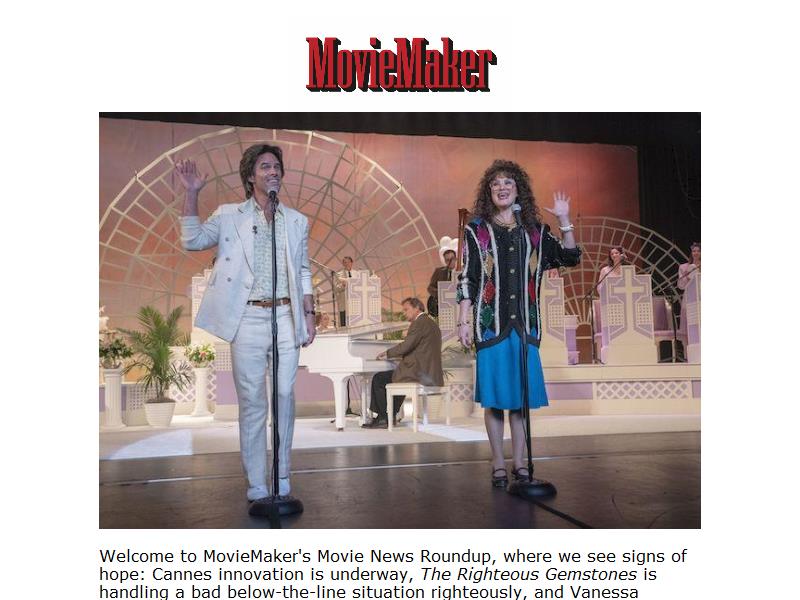 MovieMaker
Welcome to MovieMaker's Movie News Roundup, where we see signs of
hope: Cannes innovation is underway, The Righteous Gemstones is
handling a bad below-the-line situation righteously, and Vanessa